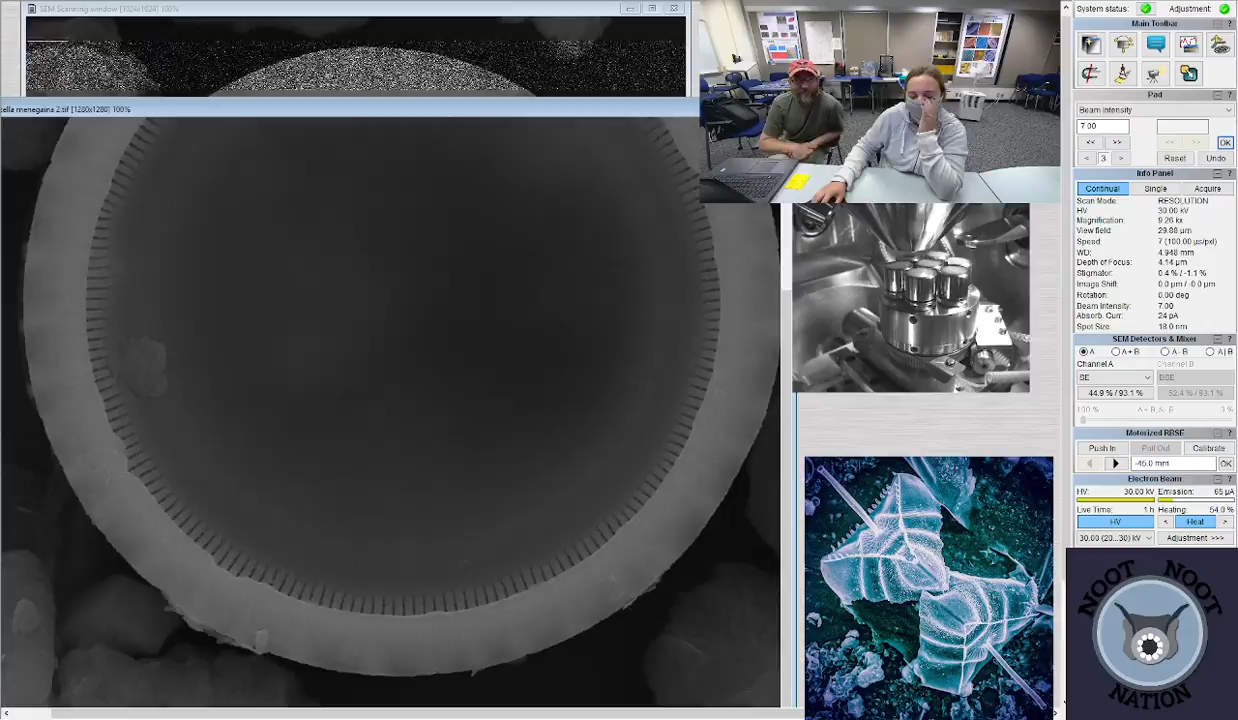 SEM Scanning window [1024x1024] 100%
ella menegaina 2.tif [1280x1280] 100%
System status:
Adjustment:
Main Toolbar
Pad
Beam Intensity
7.00
OK
<< >>
<< >>
< 3 >
Reset
Undo
Info Panel
Continual
Single
Acquire
Scan Mode: RESOLUTION
HV: 30.00 kV
Magnification: 9.26 kx
View field: 29.88 µm
Speed: 7 (100.00 µs/pxl)
WD: 4.948 mm
Depth of Focus: 4.14 µm
Stigmator: 0.4 % / -1.1 %
Image Shift: 0.0 µm / -0.0 µm
Rotation: 0.00 deg
Beam Intensity: 7.00
Absorb. Curr: 24 pA
Spot Size: 18.0 nm
SEM Detectors & Mixer
A
A + B
A - B
A | B
Channel A
Channel B
SE
BSE
44.9 % / 93.1 %
52.4 % / 93.1 %
100 %
A - B, A - B
0 %
Motorized RBSE
Push In
Pull Out
Calibrate
-45.0 mm
OK
Electron Beam
HV: 30.00 kV
Emission: 65 µA
Live Time: 1 h
Heating: 54.0 %
HV
< Heat >
30.00 (20...30) kV
Adjustment >>>
NOOT NOOT
NATION